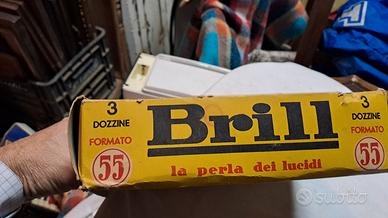 3
DOZZINE
FORMATO
55
Brill
la perla dei lucidi
3
DOZZINE
FORMATO
55
subito